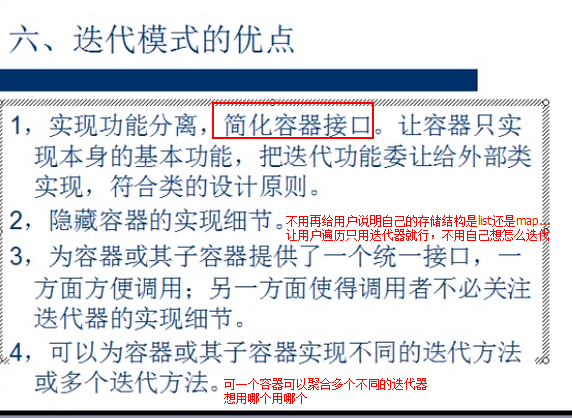 六、迭代模式的优点
1，实现功能分离，简化容器接口。让容器只实
现本身的基本功能，把迭代功能委让给外部类
实现，符合类的设计原则。
2，隐藏容器的实现细节。
不用再给用户说明自己的存储结构是list还是map...
让用户遍历只用迭代器就行，不用自己想怎么迭代
3，为容器或其子容器提供了一个统一接口，一
方面方便调用；另一方面使得调用者不必关注
迭代器的实现细节。
4，可以为容器或其子容器实现不同的迭代方法
或多个迭代方法。
可一个容器可以聚合多个不同的迭代器
想用哪个用哪个